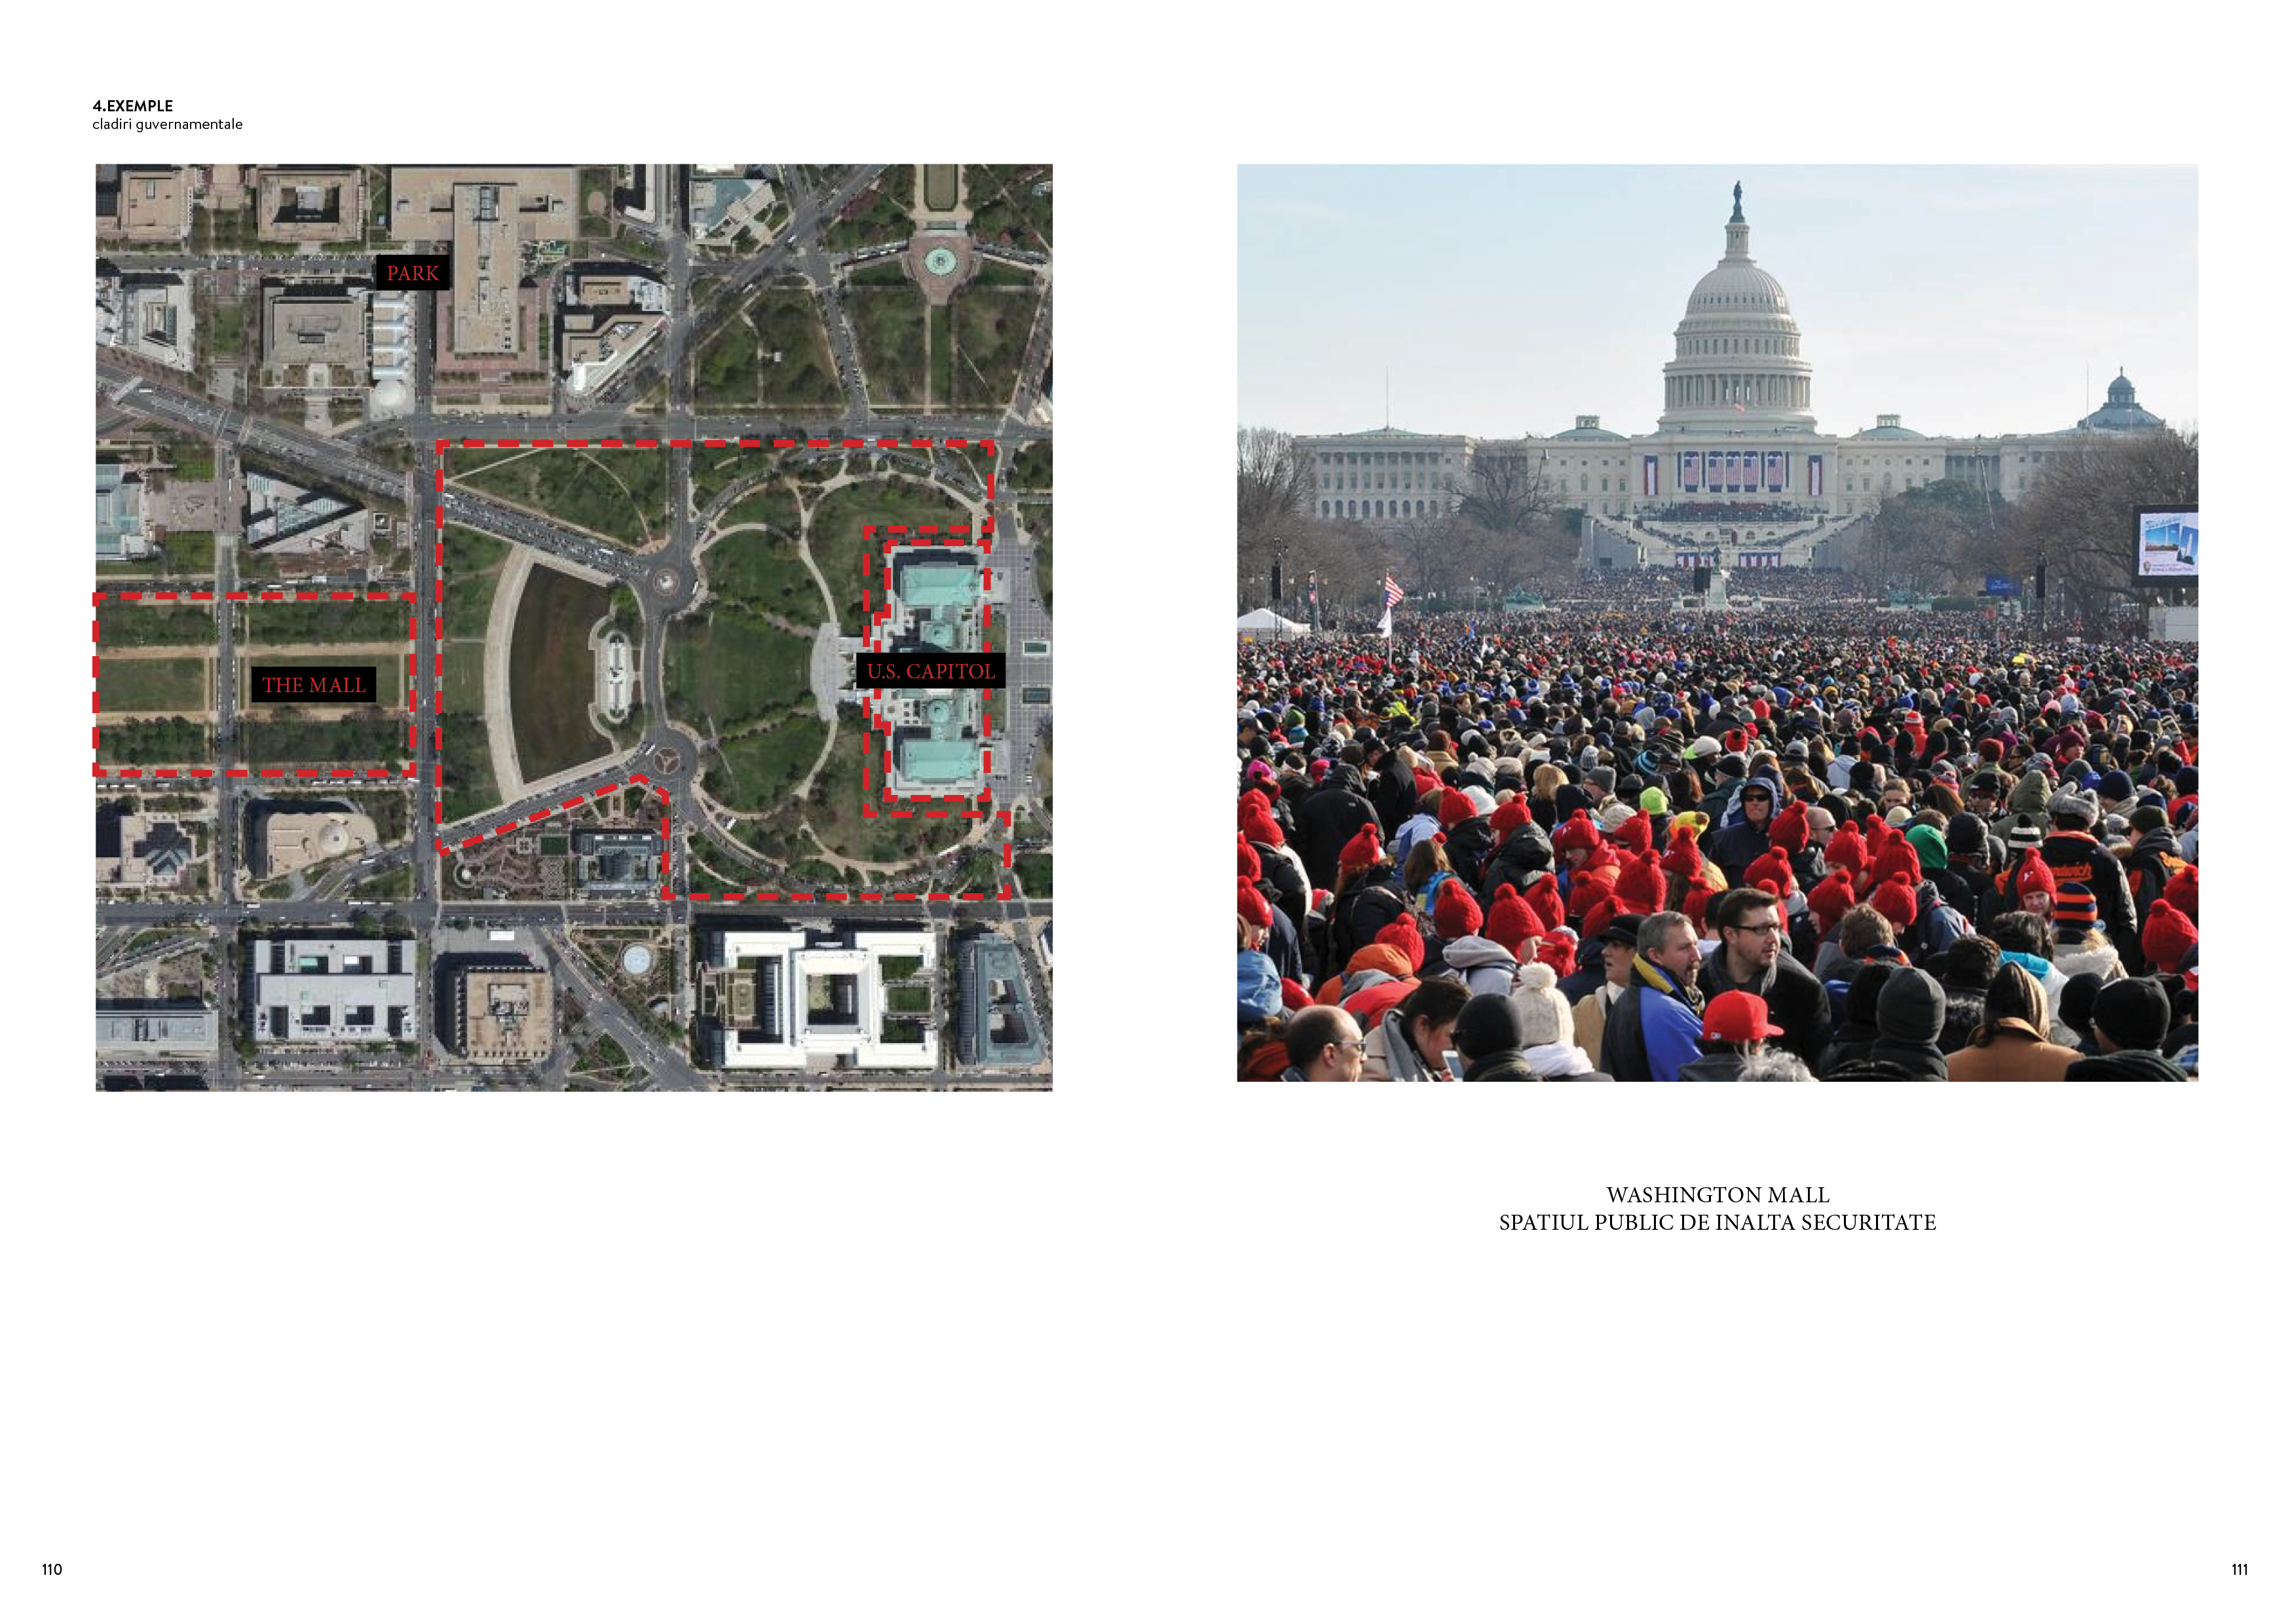 4.EXEMPLE
cladiri guvernamentale
PARK
THE MALL
U.S. CAPITOL
WASHINGTON MALL
SPATIUL PUBLIC DE INALTA SECURITATE
110
111